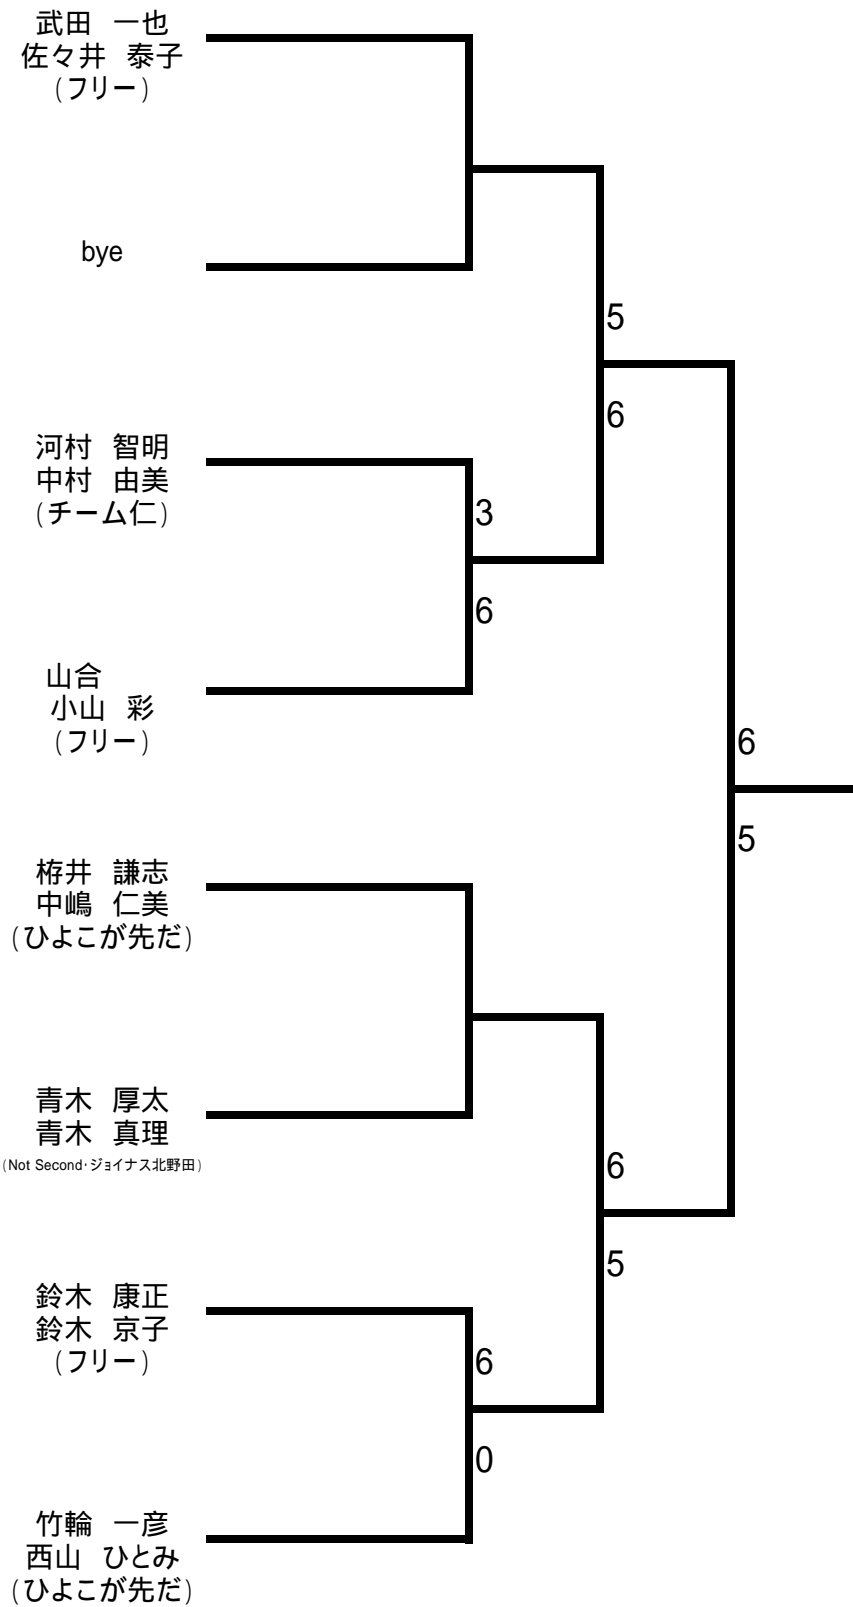 武田 一也
佐々井 泰子
(フリー)
bye
5
6
河村 智明
中村 由美
(チーム仁)
3
6
山合
小山 彩
(フリー)
6
5
栫井 謙志
中嶋 仁美
(ひよこが先だ)
青木 厚太
青木 真理
(Not Second・ジョイナス北野田)
6
5
鈴木 康正
鈴木 京子
(フリー)
6
0
竹輪 一彦
西山 ひとみ
(ひよこが先だ)